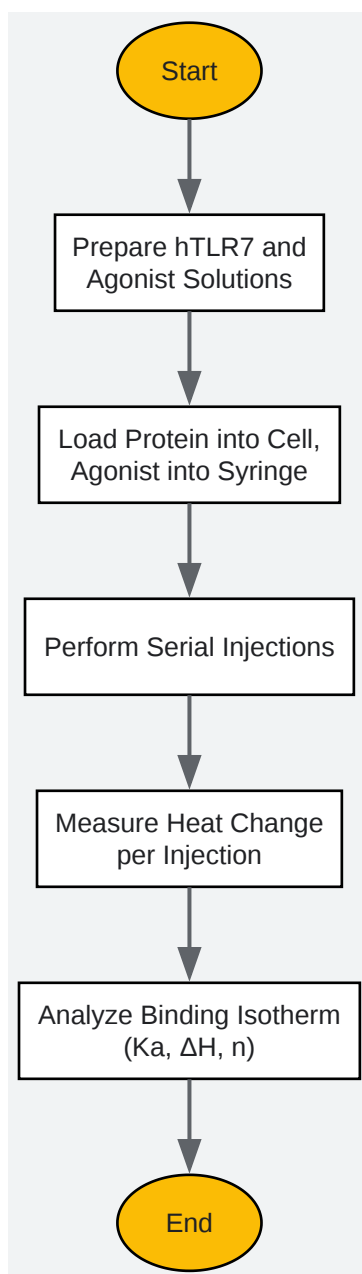 Start
Prepare hTLR7 and
Agonist Solutions
Load Protein into Cell,
Agonist into Syringe
Perform Serial Injections
Measure Heat Change
per Injection
Analyze Binding Isotherm
(Ka, ΔH, n)
End